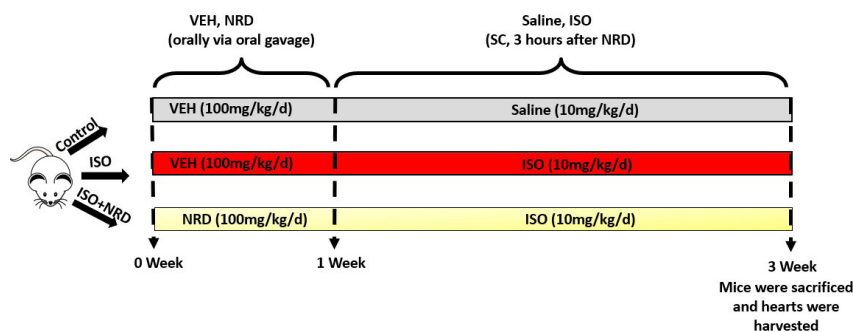 VEH, NRD
(orally via oral gavage)
Saline, ISO
(SC, 3 hours after NRD)
Control
VEH (100mg/kg/d)
Saline (10mg/kg/d)
ISO
VEH (100mg/kg/d)
ISO (10mg/kg/d)
ISO+NRD
NRD (100mg/kg/d)
ISO (10mg/kg/d)
0 Week
1 Week
3 Week
Mice were sacrificed
and hearts were
harvested